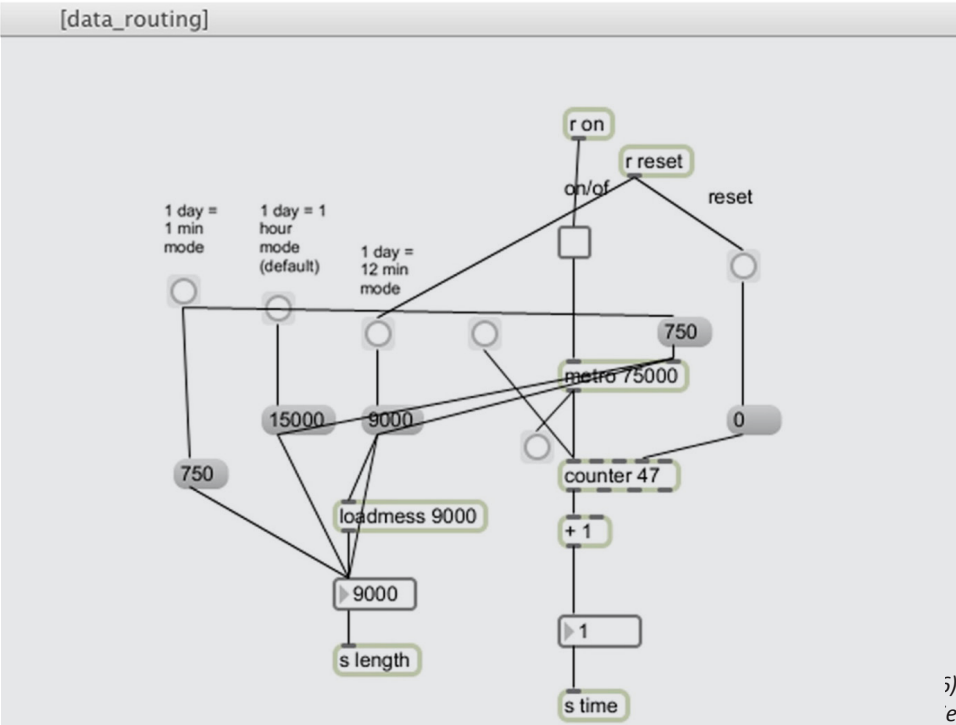 [data_routing]
r on
r reset
on/of
reset
1 day =
1 min
mode
1 day = 1
hour
mode
(default)
1 day =
12 min
mode
750
metro 75000
15000
9000
0
750
counter 47
loadmess 9000
+ 1
9000
1
s length
s time